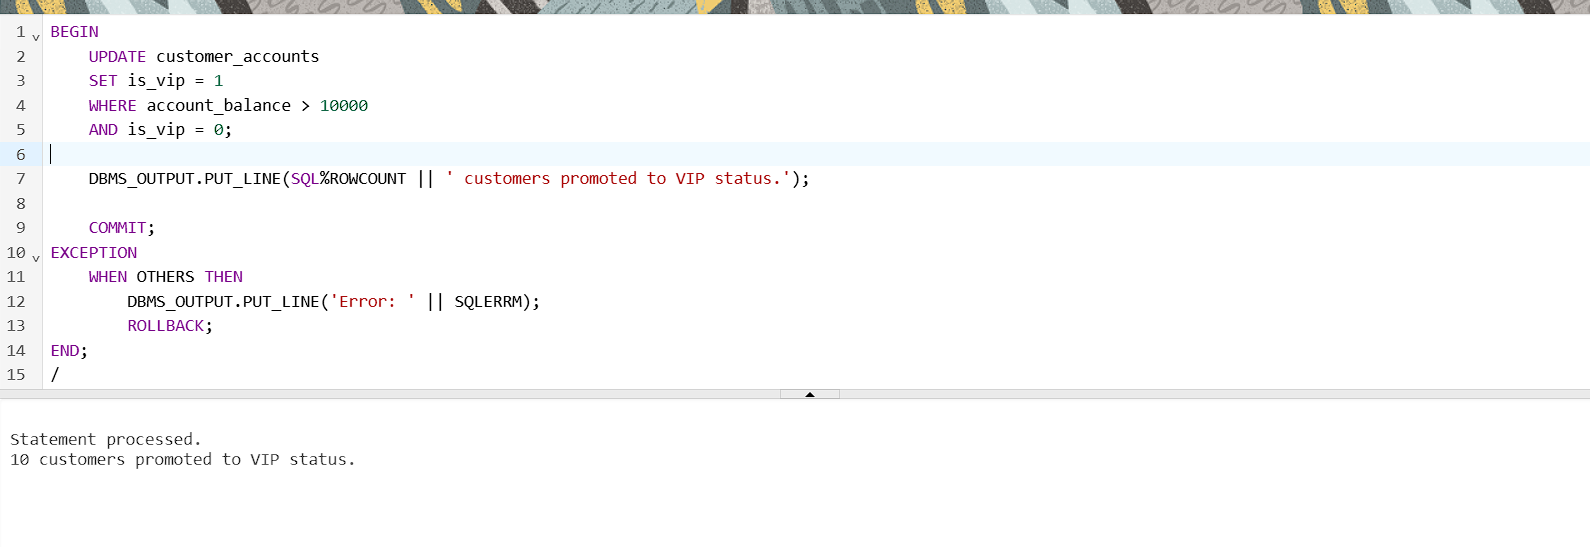 1 BEGIN
2 UPDATE customer_accounts
3 SET is_vip = 1
4 WHERE account_balance > 10000
5 AND is_vip = 0;
6
7 DBMS_OUTPUT.PUT_LINE(SQL%ROWCOUNT || ' customers promoted to VIP status.');
8
9 COMMIT;
10 EXCEPTION
11 WHEN OTHERS THEN
12 DBMS_OUTPUT.PUT_LINE('Error: ' || SQLERRM);
13 ROLLBACK;
14 END;
15 /
Statement processed.
10 customers promoted to VIP status.